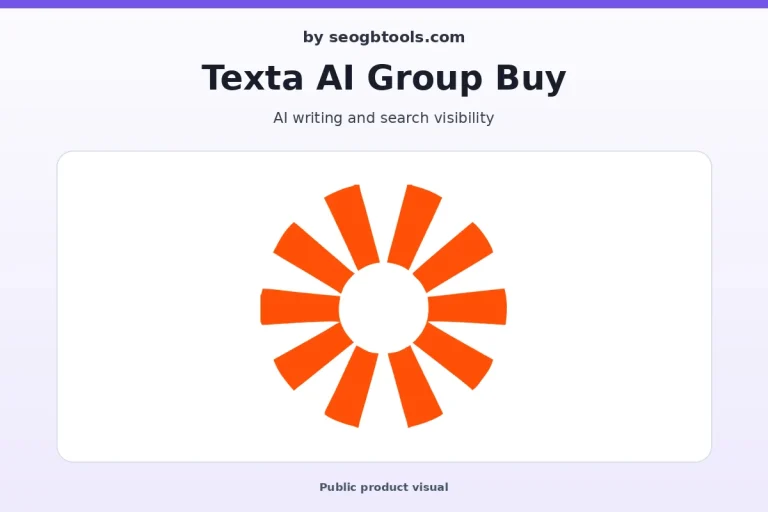 by seogbtools.com
Texta AI Group Buy
AI writing and search visibility
Public product visual